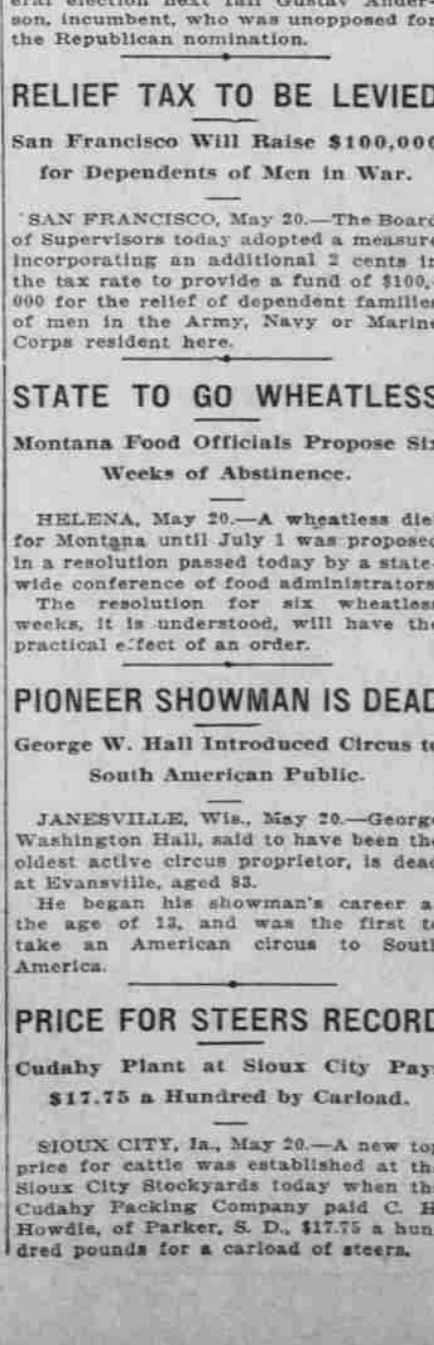 eral election next fall Gustav Ander-
son, incumbent, who was unopposed for
the Republican nomination.
RELIEF TAX TO BE LEVIED
San Francisco Will Raise $100,000
for Dependents of Men in War.
SAN FRANCISCO, May 20.—The Board
of Supervisors today adopted a measure
incorporating an additional 2 cents in
the tax rate to provide a fund of $100,-
000 for the relief of dependent families
of men in the Army, Navy or Marine
Corps resident here.
STATE TO GO WHEATLESS
Montana Food Officials Propose Six
Weeks of Abstinence.
HELENA, May 20.—A wheatless diet
for Montana until July 1 was proposed
in a resolution passed today by a state-
wide conference of food administrators.
The resolution for six wheatless
weeks, it is understood, will have the
practical effect of an order.
PIONEER SHOWMAN IS DEAD
George W. Hall Introduced Circus to
South American Public.
JANESVILLE, Wis., May 20.—George
Washington Hall, said to have been the
oldest active circus proprietor, is dead
at Evansville, aged 83.
He began his showman's career at
the age of 13, and was the first to
take an American circus to South
America.
PRICE FOR STEERS RECORD
Cudahy Plant at Sioux City Pays
$17.75 a Hundred by Carload.
SIOUX CITY, Ia., May 20.—A new top
price for cattle was established at the
Sioux City Stockyards today when the
Cudahy Packing Company paid C. H.
Howdie, of Parker, S. D., $17.75 a hun-
dred pounds for a carload of steers.